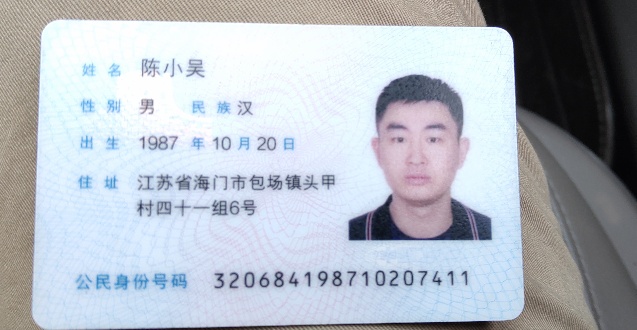 姓名 陈小吴
性别 男 民族 汉
出生 1987 年 10 月 20 日
住址 江苏省海门市包场镇头甲
村四十一组6号
公民身份号码 320684198710207411